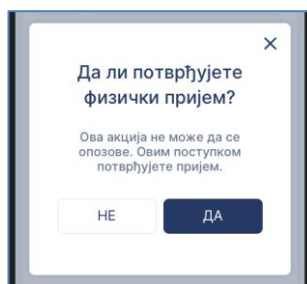 Да ли потврђујете
физички пријем?
Ова акција не може да се
опозове. Овим поступком
потврђујете пријем.
НЕ ДА